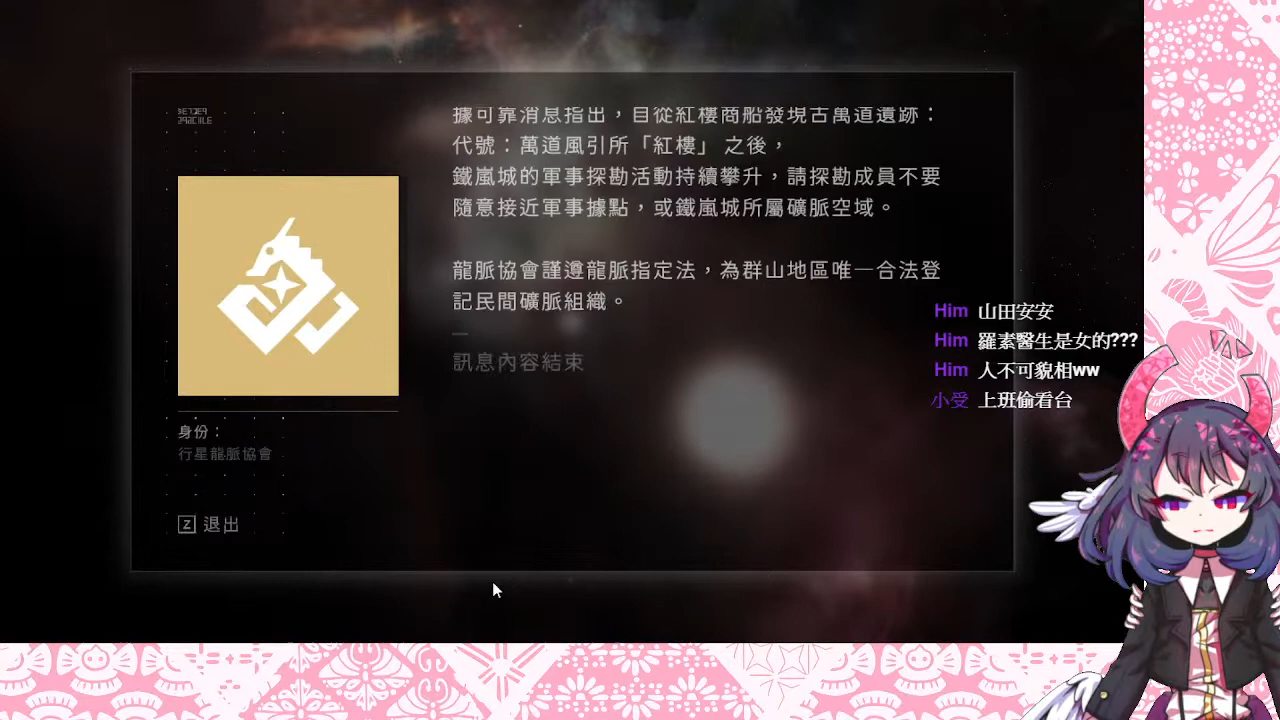 據可靠消息指出，目從紅樓商船發現古萬道遺跡：
代號：萬道風引所「紅樓」 之後，
鐵嵐城的軍事探勘活動持續攀升，請探勘成員不要
隨意接近軍事據點，或鐵嵐城所屬礦脈空域。
龍脈協會謹遵龍脈指定法，為群山地區唯一合法登
記民間礦脈組織。
—
訊息內容結束
身份：
行星龍脈協會
Z 退出
Him 山田安安
Him 羅素醫生是女的???
Him 人不可貌相ww
小受 上班偷看台